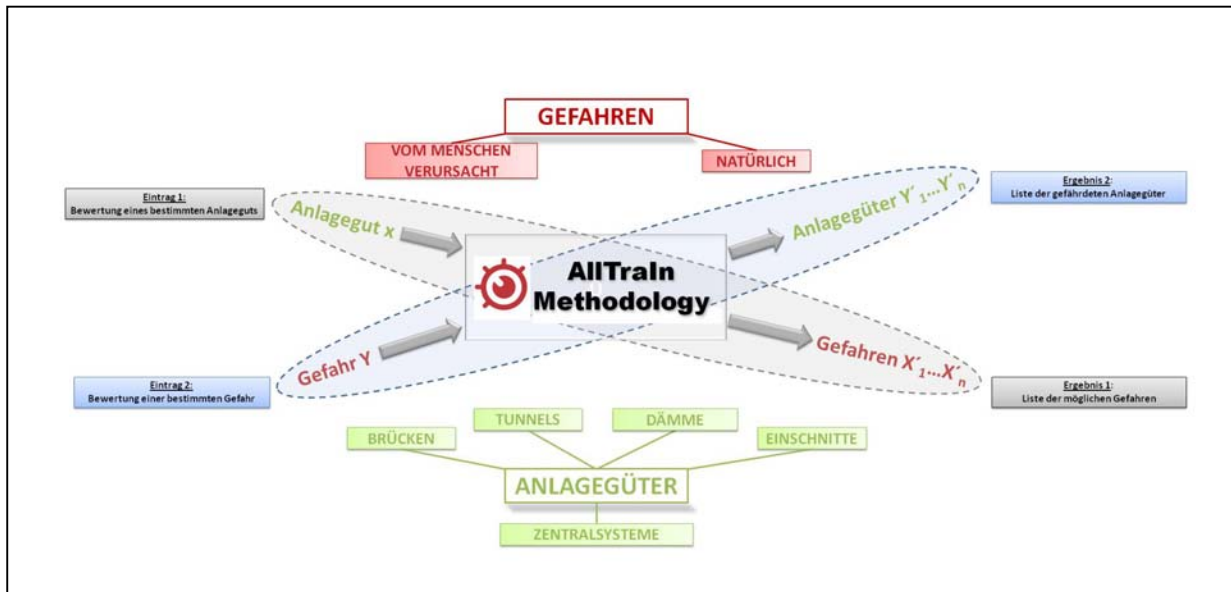 GEFAHREN
VOM MENSCHEN
VERURSACHT
NATÜRLICH
Eintrag 1:
Bewertung eines bestimmten Anlageguts
Ergebnis 2:
Liste der gefährdeten Anlagegüter
Anlagegut x
Anlagegüter Y´1...Y´n
AllTraIn
Methodology
Gefahr Y
Gefahren X´1...X´n
Eintrag 2:
Bewertung einer bestimmten Gefahr
Ergebnis 1:
Liste der möglichen Gefahren
BRÜCKEN
TUNNELS
DÄMME
EINSCHNITTE
ANLAGEGÜTER
ZENTRALSYSTEME